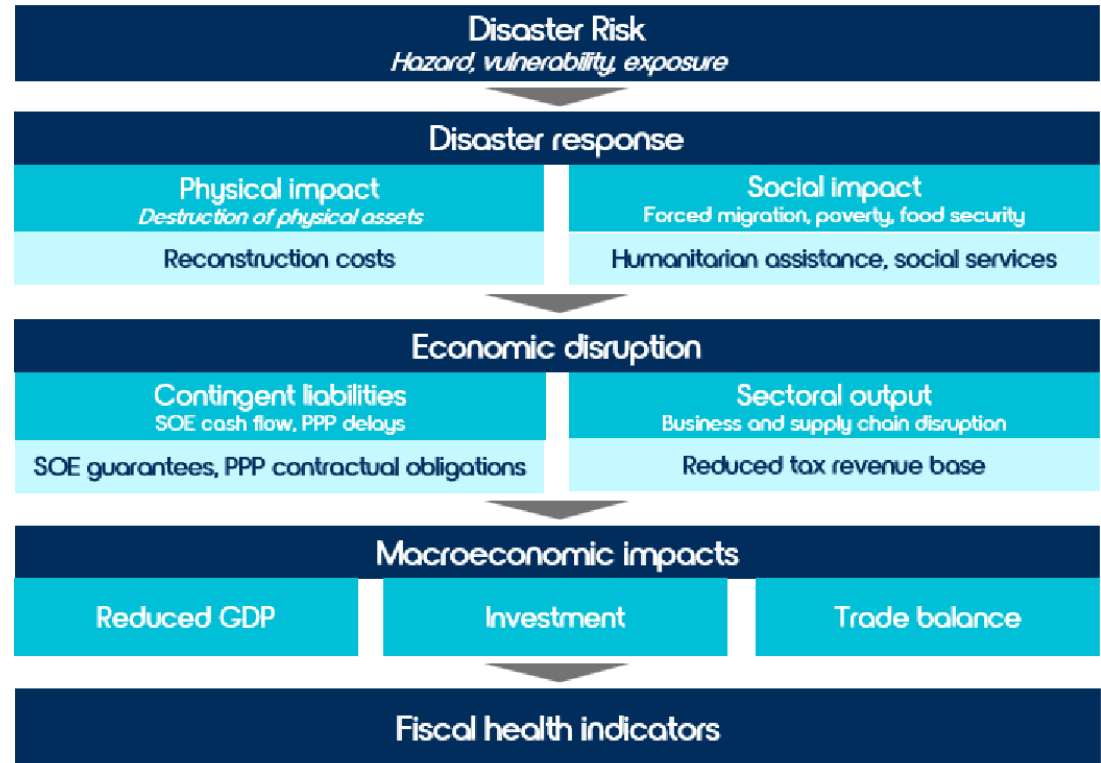 Disaster Risk
Hazard, vulnerability, exposure
Disaster response
Physical impact
Destruction of physical assets
Reconstruction costs
Social impact
Forced migration, poverty, food security
Humanitarian assistance, social services
Economic disruption
Contingent liabilities
SOE cash flow, PPP delays
SOE guarantees, PPP contractual obligations
Sectoral output
Business and supply chain disruption
Reduced tax revenue base
Macroeconomic impacts
Reduced GDP
Investment
Trade balance
Fiscal health indicators